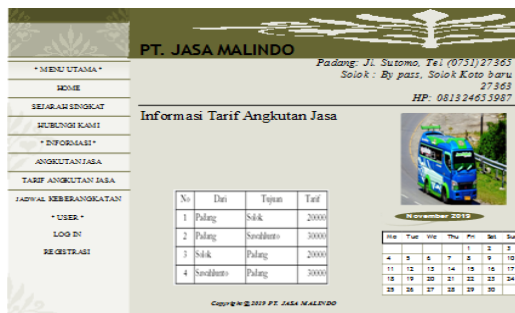 PT. JASA MALINDO
Padang: Jl. Sutomo, Tel (0751)27365
Solok : By pass, Solok Koto baru
27363
HP: 081324653987
* MENU UTAMA *
HOME
SEJARAH SINGKAT
HUBUNGI KAMI
* INFORMASI *
ANGKUTAN JASA
TARIF ANGKUTAN JASA
JADWAL KEBERANGKATAN
* USER *
LOG IN
REGISTRASI
Informasi Tarif Angkutan Jasa
No Dari Tujuan Tarif
1 Padang Solok 20000
2 Padang Sawahlunto 30000
3 Solok Padang 20000
4 Sawahlunto Padang 30000
November 2019
Mo Tue We Thu Fri Sat Su
1 2 3
4 5 6 7 8 9 10
11 12 13 14 15 16 17
18 19 20 21 22 23 24
25 26 27 28 29 30
Copyright @ 2019 PT. JASA MALINDO